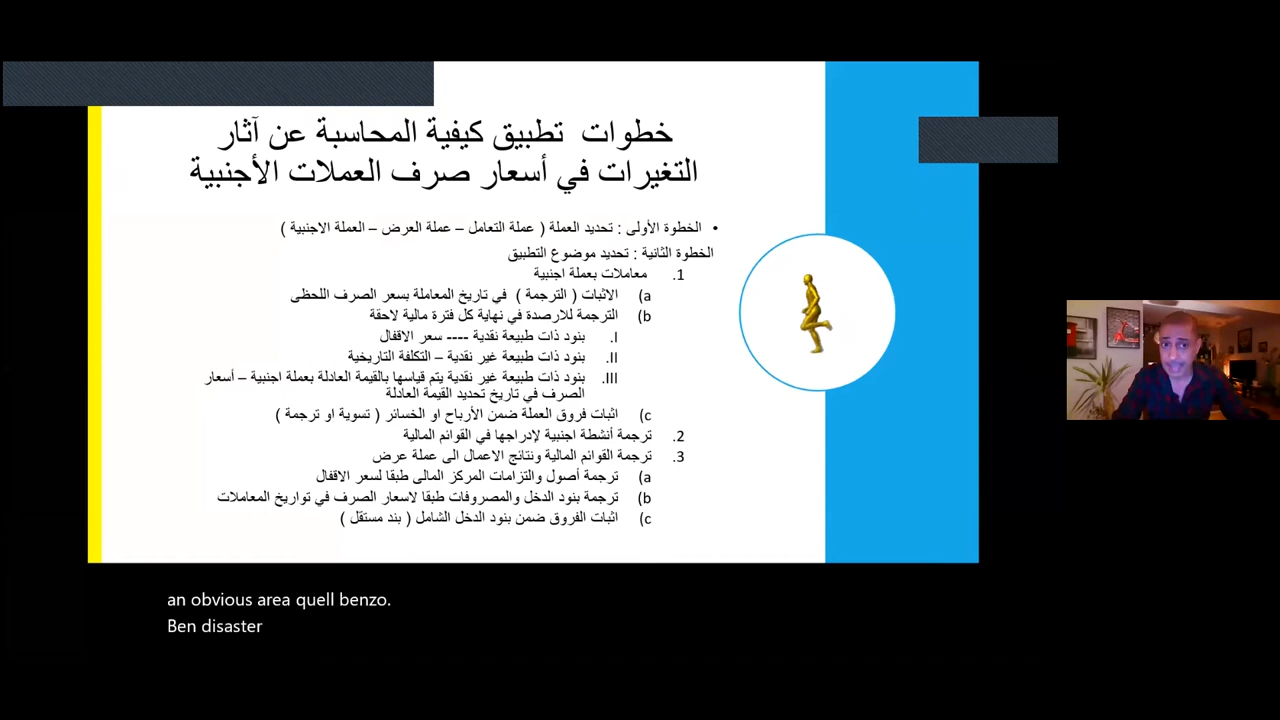 خطوات تطبيق كيفية المحاسبة عن آثار
التغيرات في أسعار صرف العملات الأجنبية
• الخطوة الأولى : تحديد العملة ( عملة التعامل – عملة العرض – العملة الاجنبية )
الخطوة الثانية : تحديد موضوع التطبيق
1. معاملات بعملة اجنبية
a) الاثبات ( الترجمة ) في تاريخ المعاملة بسعر الصرف اللحظى
b) الترجمة للارصدة في نهاية كل فترة مالية لاحقة
I. بنود ذات طبيعة نقدية ---- سعر الاقفال
II. بنود ذات طبيعة غير نقدية – التكلفة التاريخية
III. بنود ذات طبيعة غير نقدية يتم قياسها بالقيمة العادلة بعملة اجنبية – أسعار
الصرف في تاريخ تحديد القيمة العادلة
c) اثبات فروق العملة ضمن الأرباح او الخسائر ( تسوية او ترجمة )
2. ترجمة أنشطة اجنبية لإدراجها في القوائم المالية
3. ترجمة القوائم المالية ونتائج الاعمال الى عملة عرض
a) ترجمة أصول والتزامات المركز المالى طبقا لسعر الاقفال
b) ترجمة بنود الدخل والمصروفات طبقا لاسعار الصرف في تواريخ المعاملات
c) اثبات الفروق ضمن بنود الدخل الشامل ( بند مستقل )
an obvious area quell benzo.
Ben disaster